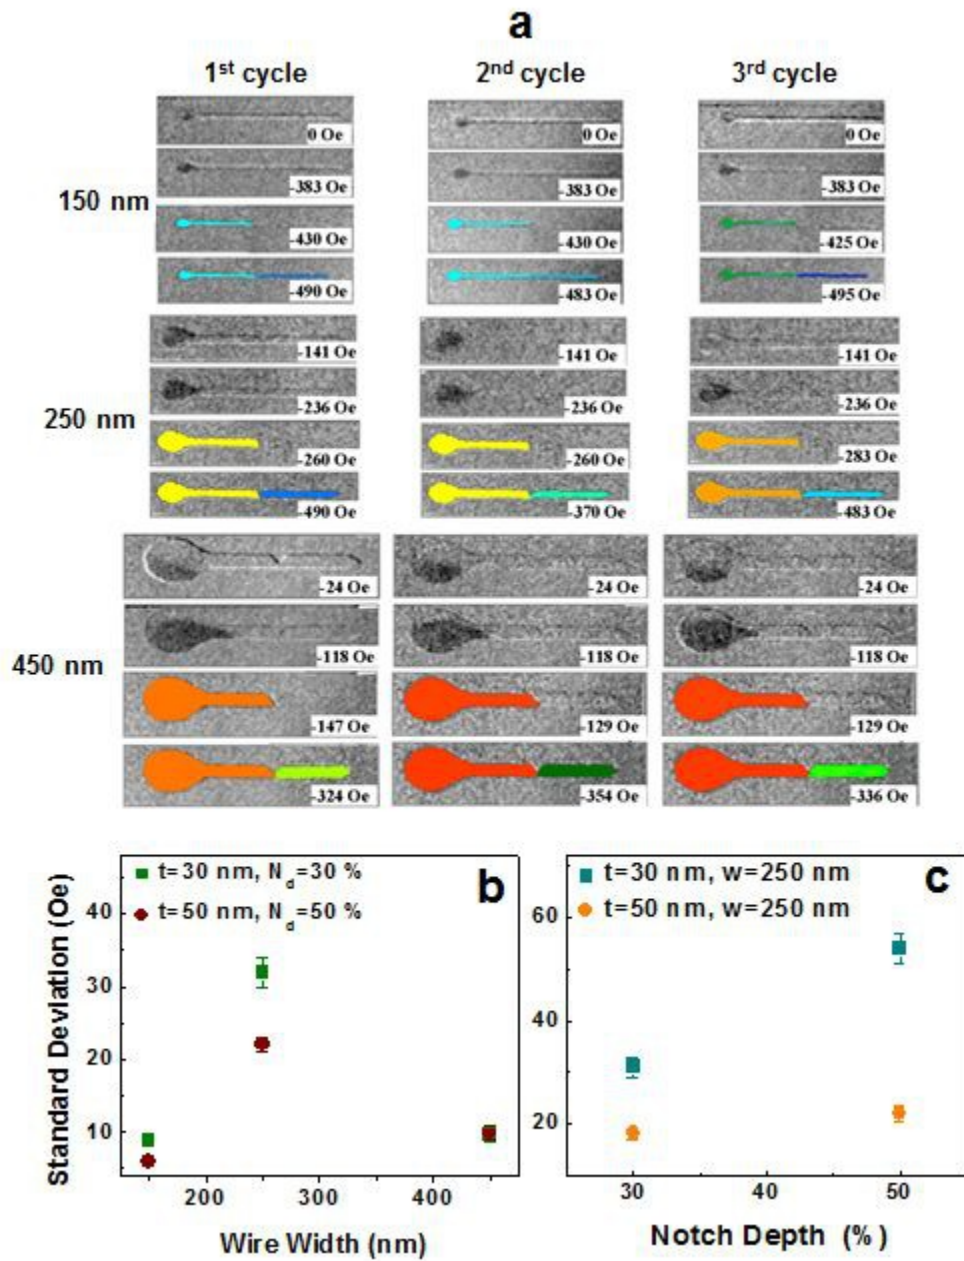 a
1st cycle 2nd cycle 3rd cycle
0 Oe 0 Oe 0 Oe
-383 Oe -383 Oe -383 Oe
150 nm
-430 Oe -430 Oe -425 Oe
-490 Oe -483 Oe -495 Oe
-141 Oe -141 Oe -141 Oe
-236 Oe -236 Oe -236 Oe
250 nm
-260 Oe -260 Oe -283 Oe
-490 Oe -370 Oe -483 Oe
-24 Oe -24 Oe -24 Oe
-118 Oe -118 Oe -118 Oe
450 nm
-147 Oe -129 Oe -129 Oe
-324 Oe -354 Oe -336 Oe
b
t=30 nm, Nd=30 %
t=50 nm, Nd=50 %
Standard Deviation (Oe)
40
30
20
10
200 300 400
Wire Width (nm)
c
t=30 nm, w=250 nm
t=50 nm, w=250 nm
60
40
20
30 40 50
Notch Depth (%)